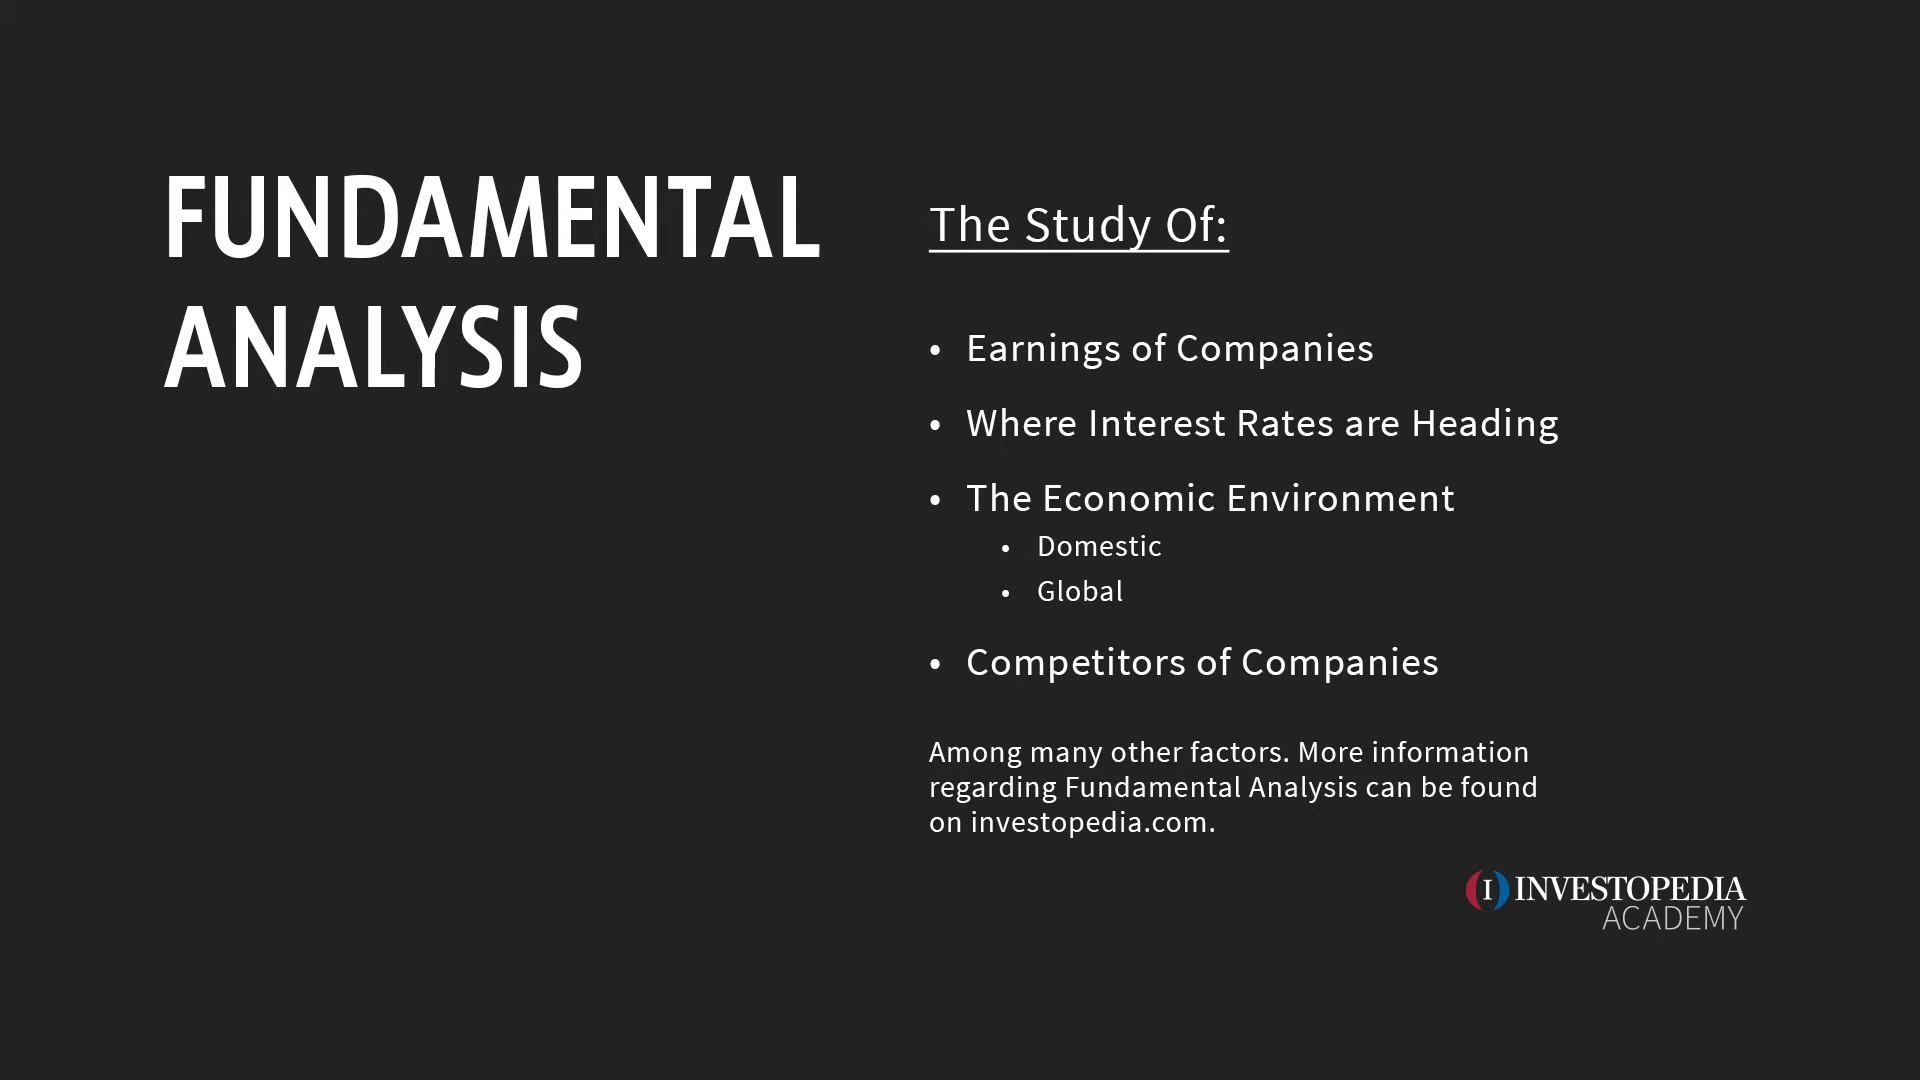 FUNDAMENTAL
ANALYSIS
The Study Of:
• Earnings of Companies
• Where Interest Rates are Heading
• The Economic Environment
• Domestic
• Global
• Competitors of Companies
Among many other factors. More information
regarding Fundamental Analysis can be found
on investopedia.com.
I INVESTOPEDIA
ACADEMY